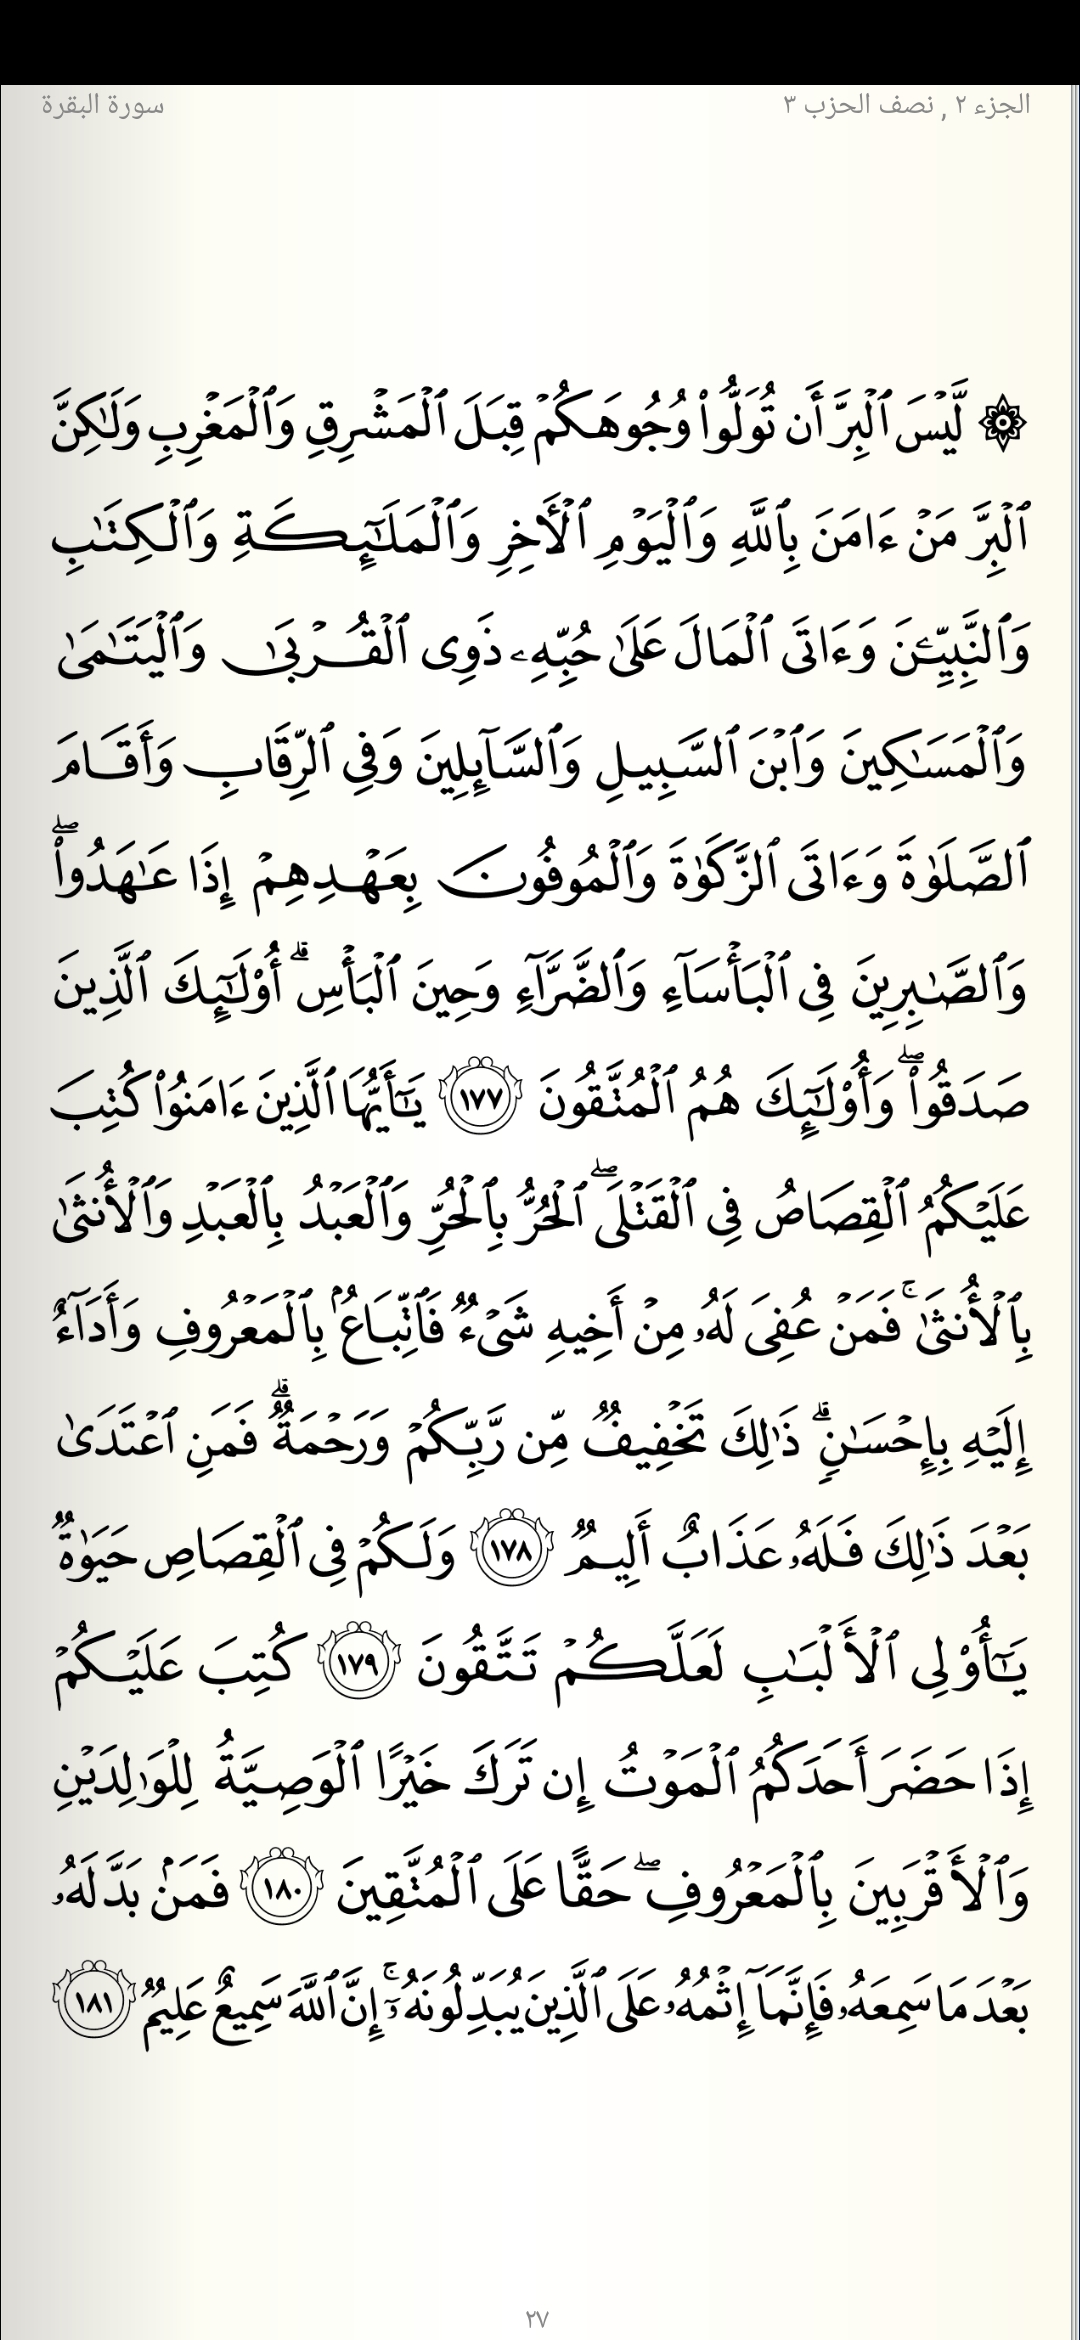 الجزء ٢ , نصف الحزب ٣
سورة البقرة
۞ لَّيۡسَ ٱلۡبِرَّ أَن تُوَلُّواْ وُجُوهَكُمۡ قِبَلَ ٱلۡمَشۡرِقِ وَٱلۡمَغۡرِبِ وَلَٰكِنَّ
ٱلۡبِرَّ مَنۡ ءَامَنَ بِٱللَّهِ وَٱلۡيَوۡمِ ٱلۡأٓخِرِ وَٱلۡمَلَٰٓئِكَةِ وَٱلۡكِتَٰبِ
وَٱلنَّبِيِّـۧنَ وَءَاتَى ٱلۡمَالَ عَلَىٰ حُبِّهِۦ ذَوِي ٱلۡقُرۡبَىٰ وَٱلۡيَتَٰمَىٰ
وَٱلۡمَسَٰكِينَ وَٱبۡنَ ٱلسَّبِيلِ وَٱلسَّآئِلِينَ وَفِي ٱلرِّقَابِ وَأَقَامَ
ٱلصَّلَوٰةَ وَءَاتَى ٱلزَّكَوٰةَ وَٱلۡمُوفُونَ بِعَهۡدِهِمۡ إِذَا عَٰهَدُواْۖ
وَٱلصَّٰبِرِينَ فِي ٱلۡبَأۡسَآءِ وَٱلضَّرَّآءِ وَحِينَ ٱلۡبَأۡسِۗ أُوْلَٰٓئِكَ ٱلَّذِينَ
صَدَقُواْۖ وَأُوْلَٰٓئِكَ هُمُ ٱلۡمُتَّقُونَ ١٧٧ يَٰٓأَيُّهَا ٱلَّذِينَ ءَامَنُواْ كُتِبَ
عَلَيۡكُمُ ٱلۡقِصَاصُ فِي ٱلۡقَتۡلَىۖ ٱلۡحُرُّ بِٱلۡحُرِّ وَٱلۡعَبۡدُ بِٱلۡعَبۡدِ وَٱلۡأُنثَىٰ
بِٱلۡأُنثَىٰۚ فَمَنۡ عُفِيَ لَهُۥ مِنۡ أَخِيهِ شَيۡءٞ فَٱتِّبَاعُۢ بِٱلۡمَعۡرُوفِ وَأَدَآءٌ
إِلَيۡهِ بِإِحۡسَٰنٖۗ ذَٰلِكَ تَخۡفِيفٞ مِّن رَّبِّكُمۡ وَرَحۡمَةٞۗ فَمَنِ ٱعۡتَدَىٰ
بَعۡدَ ذَٰلِكَ فَلَهُۥ عَذَابٌ أَلِيمٞ ١٧٨ وَلَكُمۡ فِي ٱلۡقِصَاصِ حَيَوٰةٞ
يَٰٓأُوْلِي ٱلۡأَلۡبَٰبِ لَعَلَّكُمۡ تَتَّقُونَ ١٧٩ كُتِبَ عَلَيۡكُمۡ
إِذَا حَضَرَ أَحَدَكُمُ ٱلۡمَوۡتُ إِن تَرَكَ خَيۡرًا ٱلۡوَصِيَّةُ لِلۡوَٰلِدَيۡنِ
وَٱلۡأَقۡرَبِينَ بِٱلۡمَعۡرُوفِۖ حَقًّا عَلَى ٱلۡمُتَّقِينَ ١٨٠ فَمَنۢ بَدَّلَهُۥ
بَعۡدَ مَا سَمِعَهُۥ فَإِنَّمَآ إِثۡمُهُۥ عَلَى ٱلَّذِينَ يُبَدِّلُونَهُۥٓۚ إِنَّ ٱللَّهَ سَمِيعٌ عَلِيمٞ ١٨١
٢٧